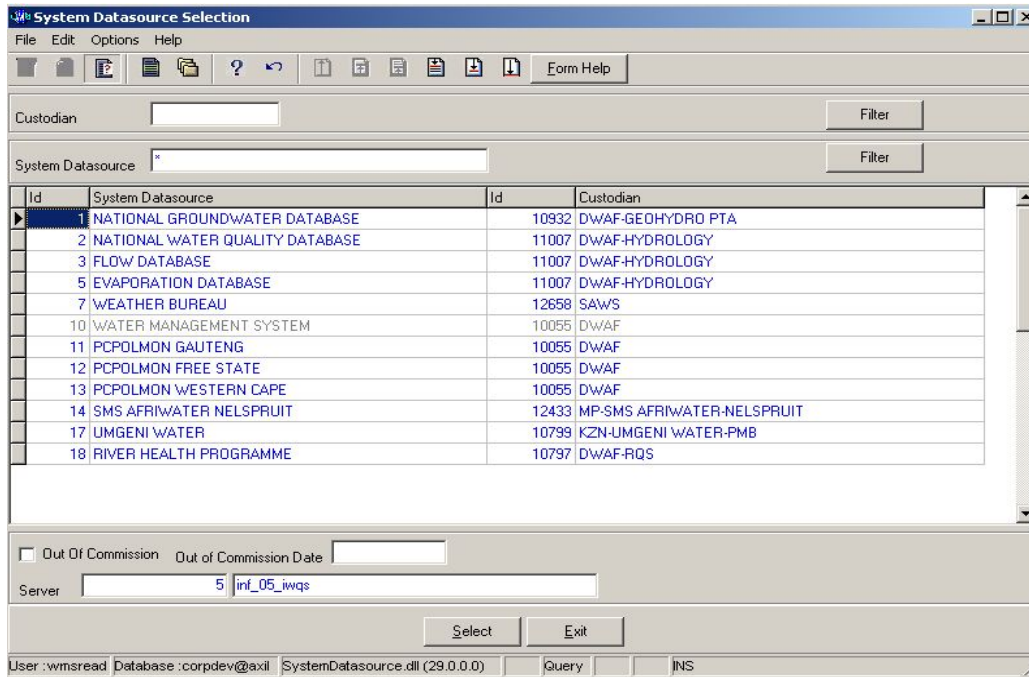 System Datasource Selection
File Edit Options Help
? Form Help
Custodian Filter
System Datasource * Filter
Id System Datasource Id Custodian
1 NATIONAL GROUNDWATER DATABASE 10932 DWAF-GEOHYDRO PTA
2 NATIONAL WATER QUALITY DATABASE 11007 DWAF-HYDROLOGY
3 FLOW DATABASE 11007 DWAF-HYDROLOGY
5 EVAPORATION DATABASE 11007 DWAF-HYDROLOGY
7 WEATHER BUREAU 12658 SAWS
10 WATER MANAGEMENT SYSTEM 10055 DWAF
11 PCPOLMON GAUTENG 10055 DWAF
12 PCPOLMON FREE STATE 10055 DWAF
13 PCPOLMON WESTERN CAPE 10055 DWAF
14 SMS AFRIWATER NELSPRUIT 12433 MP-SMS AFRIWATER-NELSPRUIT
17 UMGENI WATER 10799 KZN-UMGENI WATER-PMB
18 RIVER HEALTH PROGRAMME 10797 DWAF-RQS
Out Of Commission Out of Commission Date
Server 5 inf_05_iwqs
Select Exit
User :wmsread Database :corpdev@axil SystemDatasource.dll (29.0.0.0) Query INS